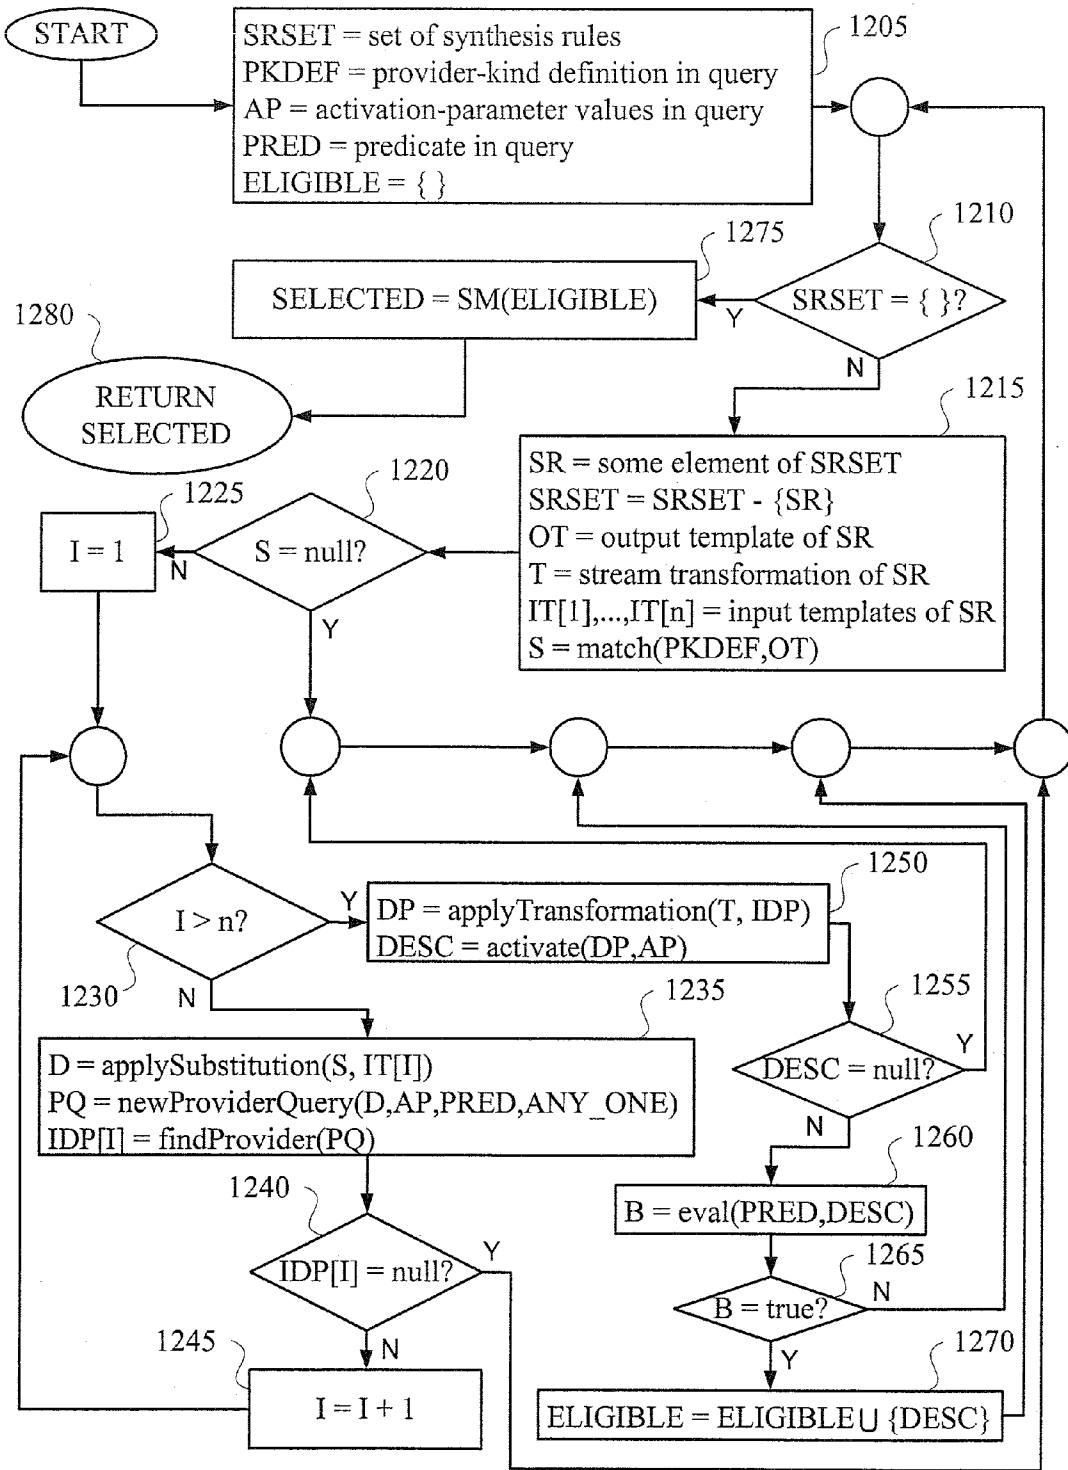 START
SRSET = set of synthesis rules
PKDEF = provider-kind definition in query
AP = activation-parameter values in query
PRED = predicate in query
ELIGIBLE = { }
1205
1210
SRSET = { }?
Y
N
1275
SELECTED = SM(ELIGIBLE)
1280
RETURN
SELECTED
1215
SR = some element of SRSET
SRSET = SRSET - {SR}
OT = output template of SR
T = stream transformation of SR
IT[1],...,IT[n] = input templates of SR
S = match(PKDEF,OT)
1220
S = null?
N
Y
1225
I = 1
I > n?
Y
N
1230
1250
DP = applyTransformation(T, IDP)
DESC = activate(DP,AP)
1235
D = applySubstitution(S, IT[I])
PQ = newProviderQuery(D,AP,PRED,ANY_ONE)
IDP[I] = findProvider(PQ)
1255
DESC = null?
Y
N
1240
IDP[I] = null?
Y
N
1260
B = eval(PRED,DESC)
1265
B = true?
N
Y
1245
I = I + 1
1270
ELIGIBLE = ELIGIBLE∪ {DESC}